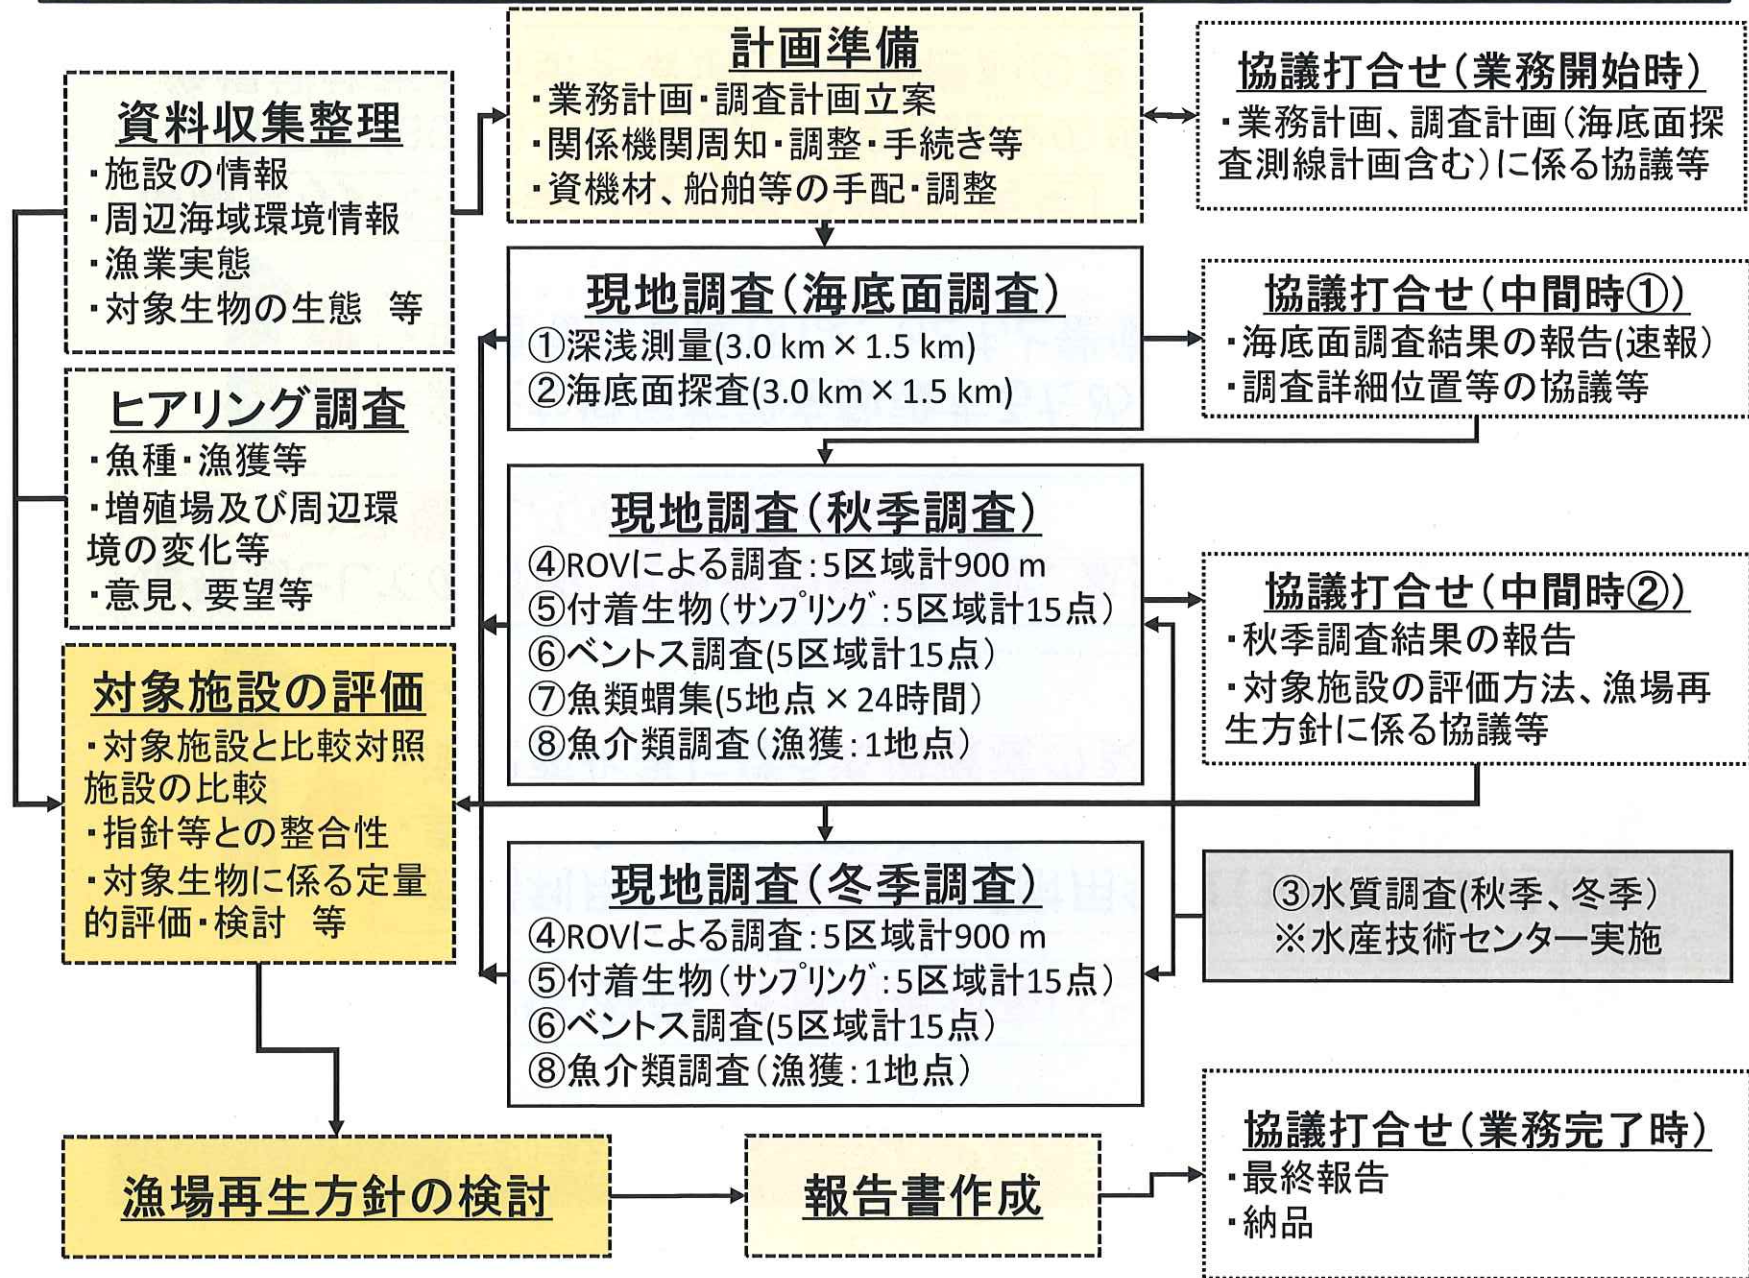 計画準備
・業務計画・調査計画立案
・関係機関周知・調整・手続き等
・資機材、船舶等の手配・調整
協議打合せ(業務開始時)
・業務計画、調査計画(海底面探
査測線計画含む)に係る協議等
資料収集整理
・施設の情報
・周辺海域環境情報
・漁業実態
・対象生物の生態 等
現地調査(海底面調査)
①深浅測量(3.0 km×1.5 km)
②海底面探査(3.0 km×1.5 km)
協議打合せ(中間時①)
・海底面調査結果の報告(速報)
・調査詳細位置等の協議等
ヒアリング調査
・魚種・漁獲等
・増殖場及び周辺環
境の変化等
・意見、要望等
現地調査(秋季調査)
④ROVによる調査:5区域計900 m
⑤付着生物(サンプリング:5区域計15点)
⑥ベントス調査(5区域計15点)
⑦魚類蝟集(5地点×24時間)
⑧魚介類調査(漁獲:1地点)
協議打合せ(中間時②)
・秋季調査結果の報告
・対象施設の評価方法、漁場再
生方針に係る協議等
対象施設の評価
・対象施設と比較対照
施設の比較
・指針等との整合性
・対象生物に係る定量
的評価・検討 等
現地調査(冬季調査)
④ROVによる調査:5区域計900 m
⑤付着生物(サンプリング:5区域計15点)
⑥ベントス調査(5区域計15点)
⑧魚介類調査(漁獲:1地点)
③水質調査(秋季、冬季)
※水産技術センター実施
漁場再生方針の検討
報告書作成
協議打合せ(業務完了時)
・最終報告
・納品